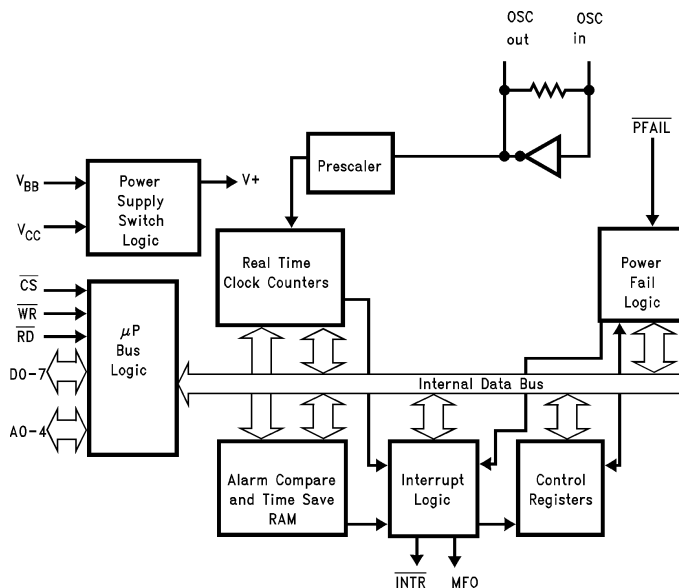 OSC OSC
out in
PFAIL
Prescaler
V_BB
Power
Supply
Switch
Logic
V+
V_CC
Real Time
Clock Counters
Power
Fail
Logic
CS
WR
RD
μP
Bus
Logic
D0-7
Internal Data Bus
A0-4
Alarm Compare
and Time Save
RAM
Interrupt
Logic
Control
Registers
INTR MFO